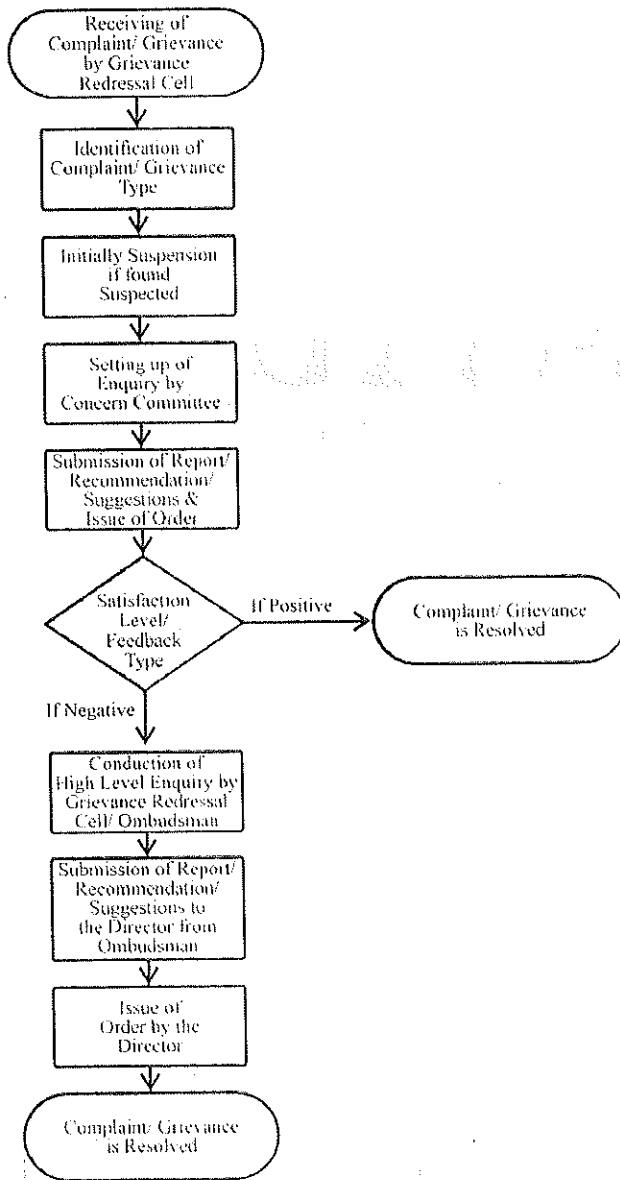 Receiving of
Complaint/ Grievance
by Grievance
Redressal Cell
Identification of
Complaint/ Grievance
Type
Initially Suspension
if found
Suspected
Setting up of
Enquiry by
Concern Committee
Submission of Report/
Recommendation/
Suggestions &
Issue of Order
Satisfaction
Level/
Feedback
Type
If Positive
Complaint/ Grievance
is Resolved
If Negative
Conduction of
High Level Enquiry by
Grievance Redressal
Cell/ Ombudsman
Submission of Report/
Recommendation/
Suggestions to
the Director from
Ombudsman
Issue of
Order by the
Director
Complaint/ Grievance
is Resolved